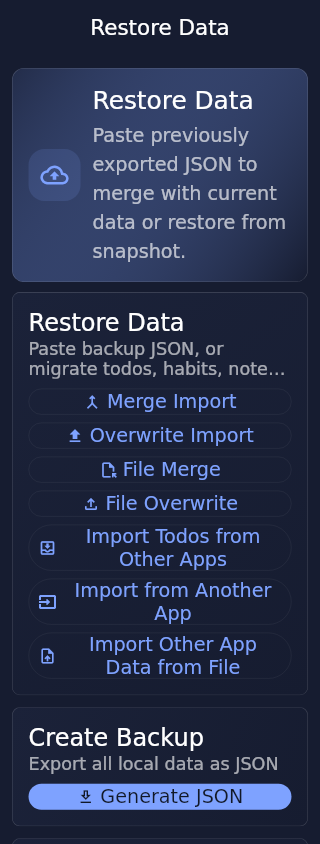 Restore Data
Restore Data
Paste previously
exported JSON to
merge with current
data or restore from
snapshot.
Restore Data
Paste backup JSON, or
migrate todos, habits, note…
Merge Import
Overwrite Import
File Merge
File Overwrite
Import Todos from
Other Apps
Import from Another
App
Import Other App
Data from File
Create Backup
Export all local data as JSON
Generate JSON